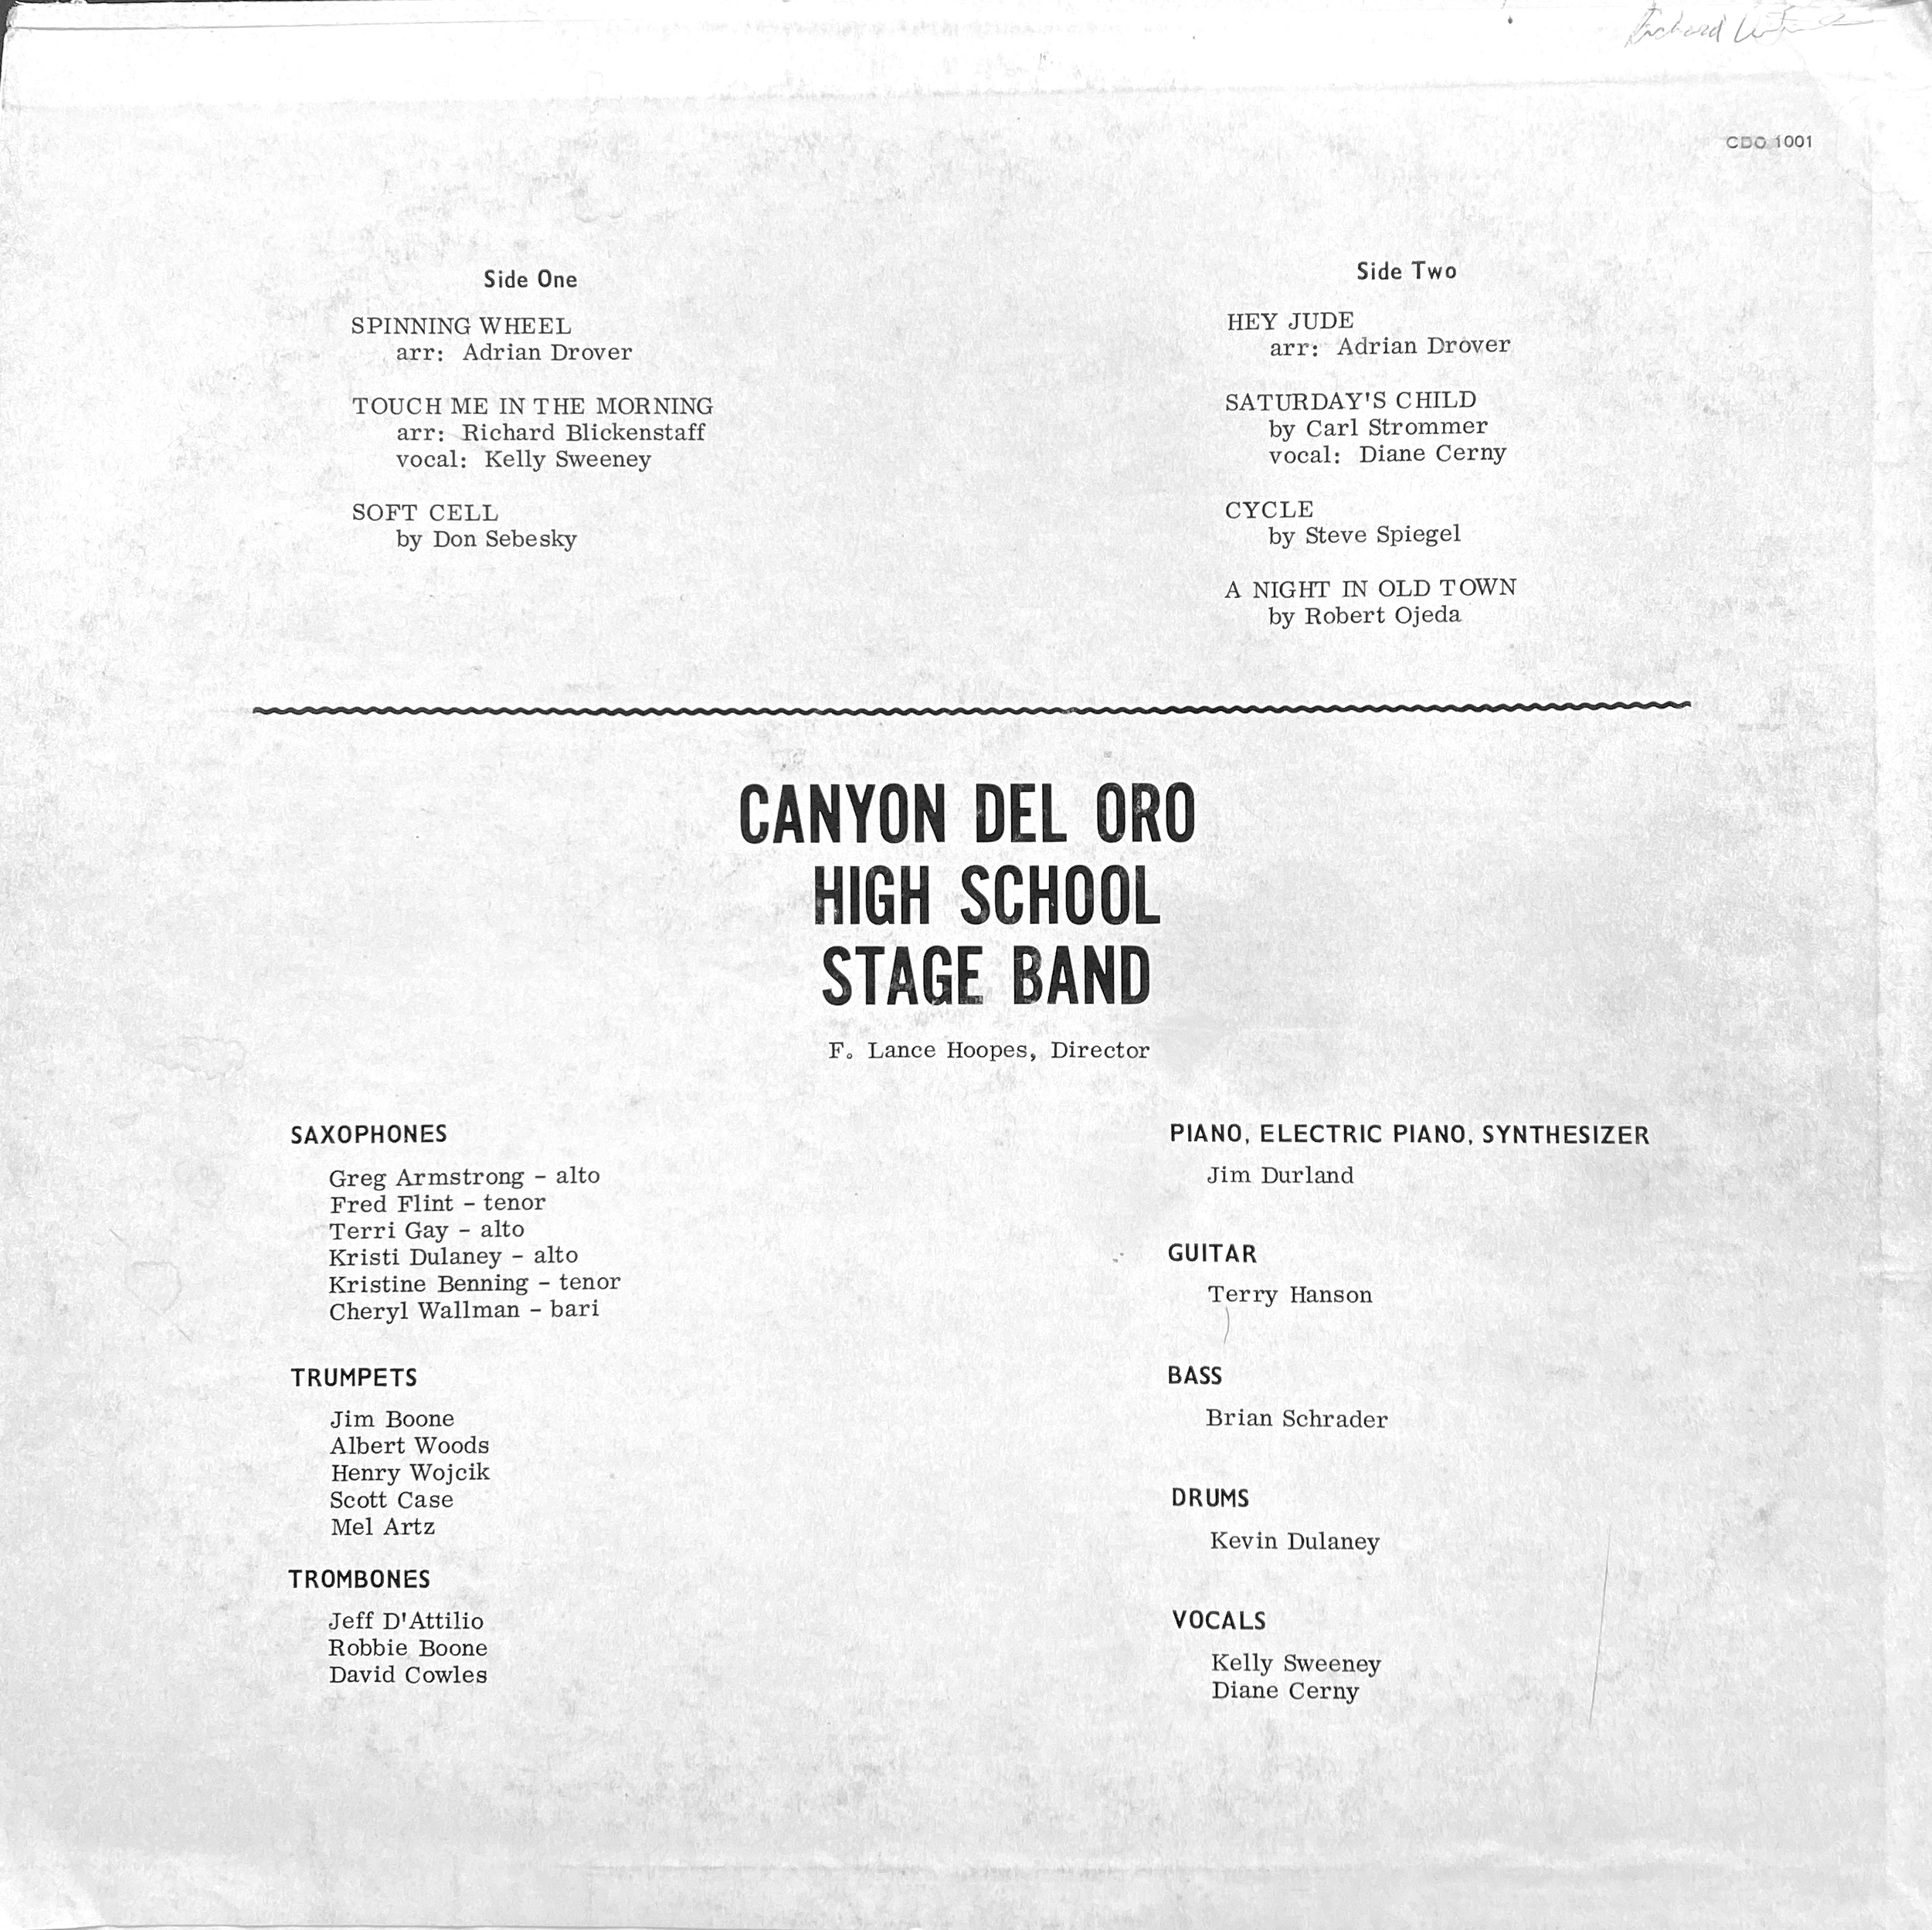 Richard
CDO 1001
Side One
SPINNING WHEEL
arr: Adrian Drover
TOUCH ME IN THE MORNING
arr: Richard Blickenstaff
vocal: Kelly Sweeney
SOFT CELL
by Don Sebesky
Side Two
HEY JUDE
arr: Adrian Drover
SATURDAY'S CHILD
by Carl Strommer
vocal: Diane Cerny
CYCLE
by Steve Spiegel
A NIGHT IN OLD TOWN
by Robert Ojeda
CANYON DEL ORO
HIGH SCHOOL
STAGE BAND
F. Lance Hoopes, Director
SAXOPHONES
Greg Armstrong - alto
Fred Flint - tenor
Terri Gay - alto
Kristi Dulaney - alto
Kristine Benning - tenor
Cheryl Wallman - bari
TRUMPETS
Jim Boone
Albert Woods
Henry Wojcik
Scott Case
Mel Artz
TROMBONES
Jeff D'Attilio
Robbie Boone
David Cowles
PIANO, ELECTRIC PIANO, SYNTHESIZER
Jim Durland
GUITAR
Terry Hanson
BASS
Brian Schrader
DRUMS
Kevin Dulaney
VOCALS
Kelly Sweeney
Diane Cerny